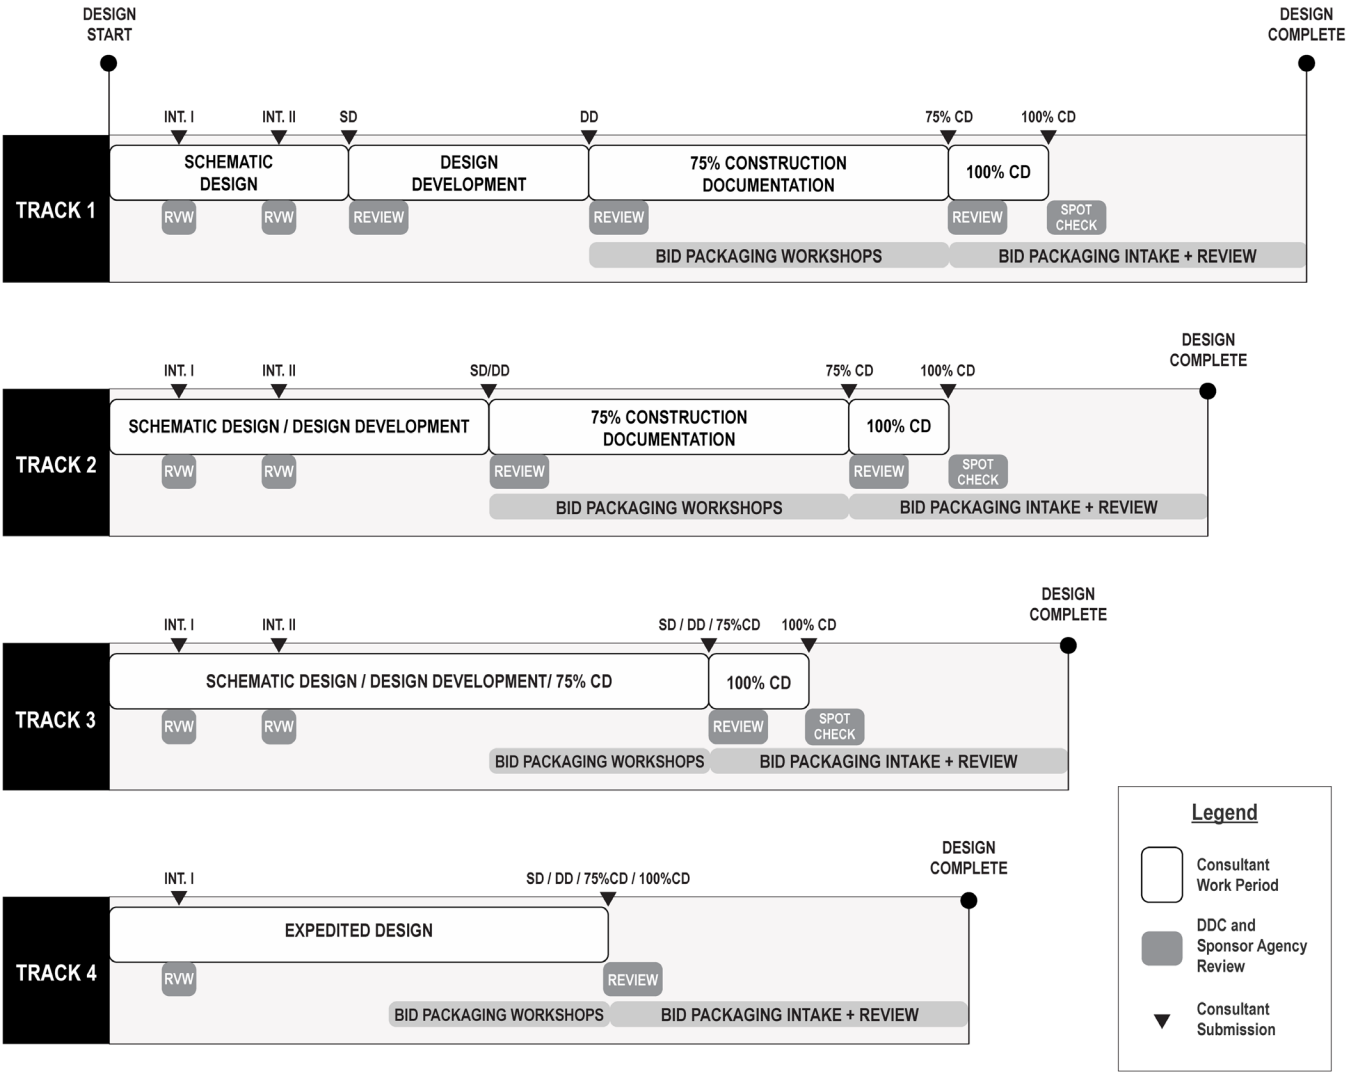 DESIGN
START
DESIGN
COMPLETE
INT. I
INT. II
SD
DD
75% CD
100% CD
TRACK 1
SCHEMATIC
DESIGN
DESIGN
DEVELOPMENT
75% CONSTRUCTION
DOCUMENTATION
100% CD
RVW
RVW
REVIEW
REVIEW
REVIEW
SPOT
CHECK
BID PACKAGING WORKSHOPS
BID PACKAGING INTAKE + REVIEW
DESIGN
COMPLETE
INT. I
INT. II
SD/DD
75% CD
100% CD
TRACK 2
SCHEMATIC DESIGN / DESIGN DEVELOPMENT
75% CONSTRUCTION
DOCUMENTATION
100% CD
RVW
RVW
REVIEW
REVIEW
SPOT
CHECK
BID PACKAGING WORKSHOPS
BID PACKAGING INTAKE + REVIEW
DESIGN
COMPLETE
INT. I
INT. II
SD / DD / 75%CD
100% CD
TRACK 3
SCHEMATIC DESIGN / DESIGN DEVELOPMENT/ 75% CD
100% CD
RVW
RVW
REVIEW
SPOT
CHECK
BID PACKAGING WORKSHOPS
BID PACKAGING INTAKE + REVIEW
DESIGN
COMPLETE
INT. I
SD / DD / 75%CD / 100%CD
TRACK 4
EXPEDITED DESIGN
RVW
REVIEW
BID PACKAGING WORKSHOPS
BID PACKAGING INTAKE + REVIEW
Legend
Consultant
Work Period
DDC and
Sponsor Agency
Review
Consultant
Submission